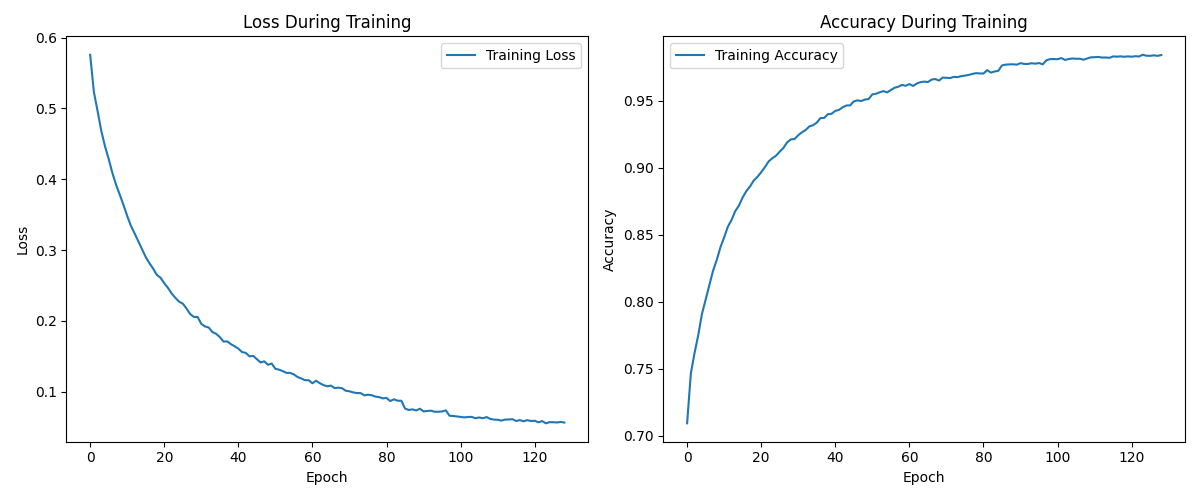 Loss During Training
Training Loss
Loss
0.6
0.5
0.4
0.3
0.2
0.1
0 20 40 60 80 100 120
Epoch
Accuracy During Training
Training Accuracy
Accuracy
0.95
0.90
0.85
0.80
0.75
0.70
0 20 40 60 80 100 120
Epoch